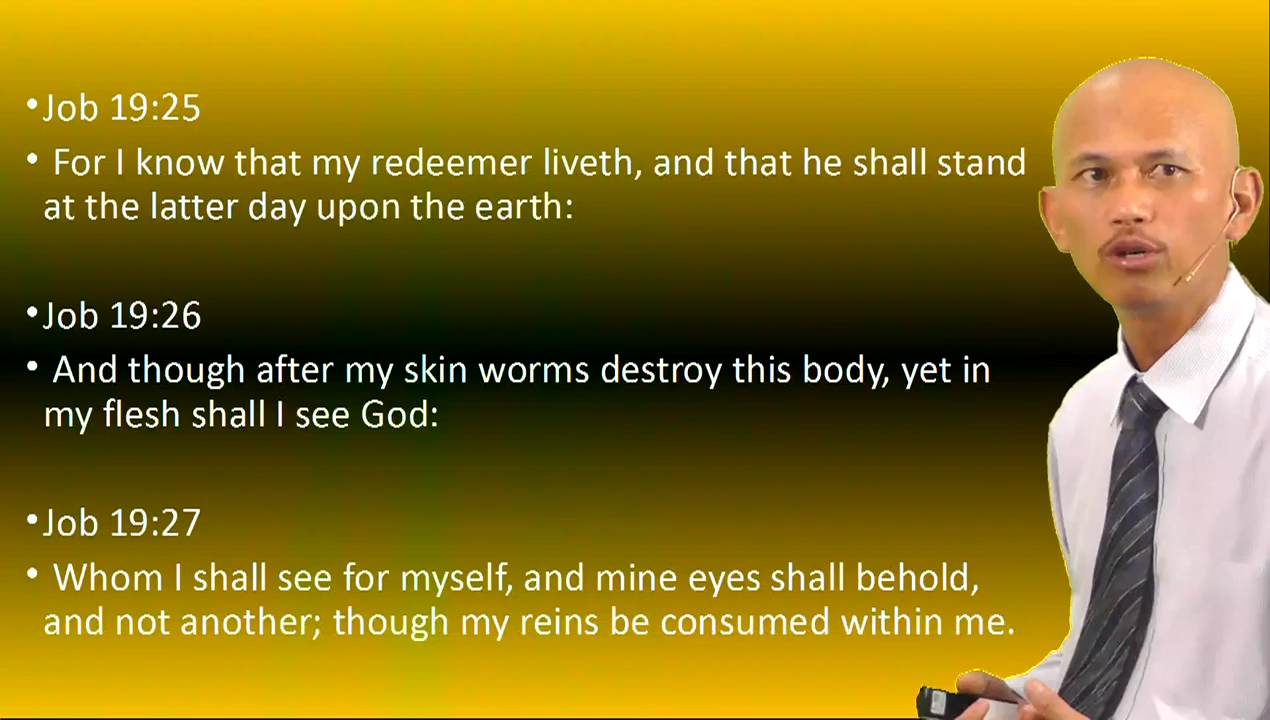 •Job 19:25
• For I know that my redeemer liveth, and that he shall stand
at the latter day upon the earth:
•Job 19:26
• And though after my skin worms destroy this body, yet in
my flesh shall I see God:
•Job 19:27
• Whom I shall see for myself, and mine eyes shall behold,
and not another; though my reins be consumed within me.